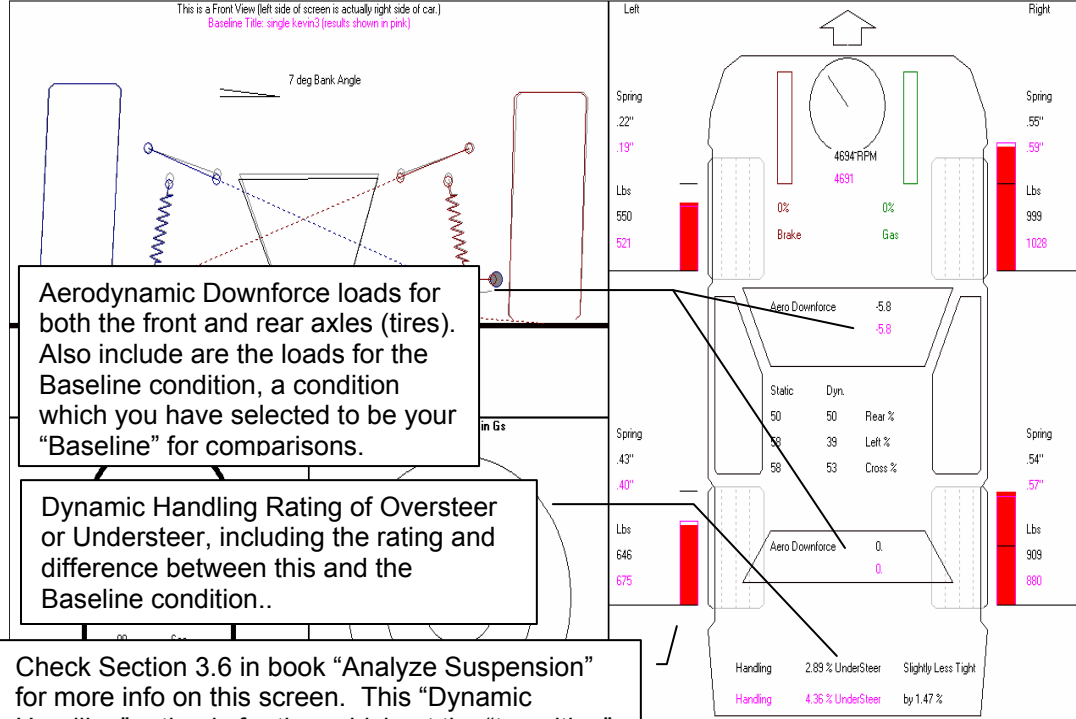 This is a Front View (left side of screen is actually right side of car.)
Baseline Title: single kevin3 (results shown in pink)
7 deg Bank Angle
Left
Right
Spring
.22"
.19"
Lbs
550
521
Spring
.55"
.59"
Lbs
999
1028
4694 RPM
4691
0%
Brake
0%
Gas
Aerodynamic Downforce loads for
both the front and rear axles (tires).
Also include are the loads for the
Baseline condition, a condition
which you have selected to be your
“Baseline” for comparisons.
in Gs
Aero Downforce -5.8
-5.8
Static Dyn.
50 50 Rear %
58 39 Left %
58 53 Cross %
Spring
.43"
.40"
Lbs
646
675
Spring
.54"
.57"
Lbs
909
880
Dynamic Handling Rating of Oversteer
or Understeer, including the rating and
difference between this and the
Baseline condition..
Aero Downforce 0.
0.
Check Section 3.6 in book “Analyze Suspension”
for more info on this screen. This “Dynamic
Handling 2.89 % UnderSteer Slightly Less Tight
Handling 4.36 % UnderSteer by 1.47 %